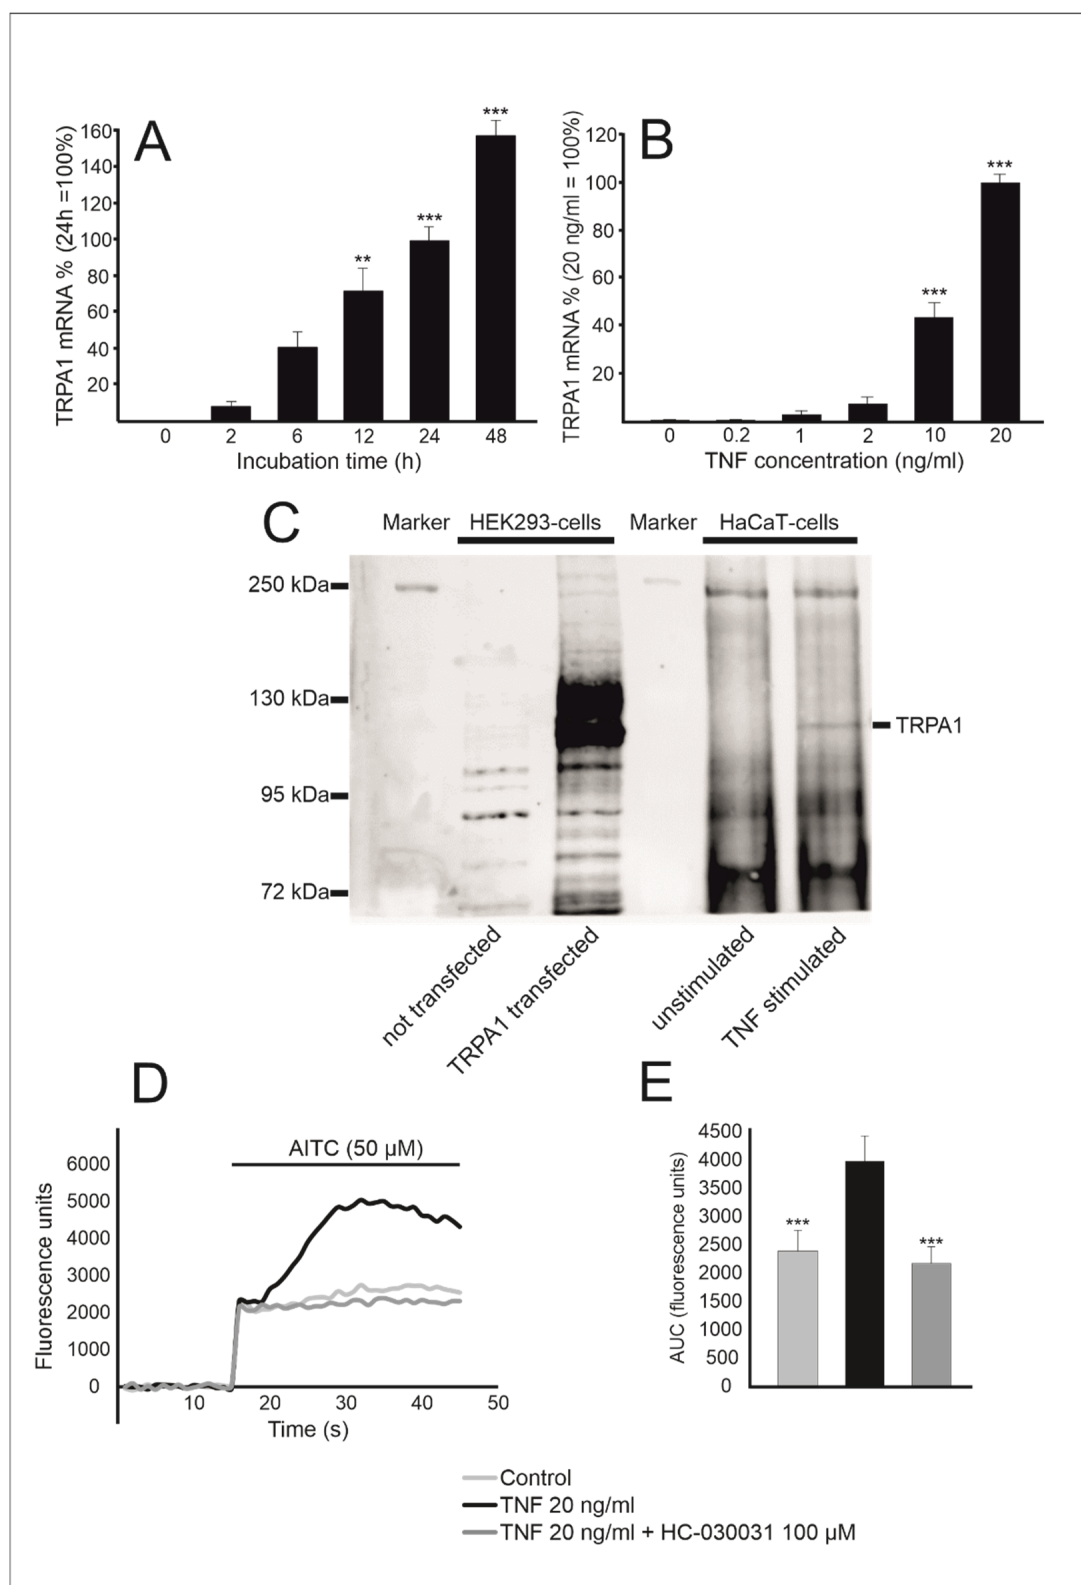 A
TRPA1 mRNA % (24h =100%)
160
140
120
100
80
60
40
20
** *** ***
0 2 6 12 24 48
Incubation time (h)
B
TRPA1 mRNA % (20 ng/ml = 100%)
120
100
80
60
40
20
*** ***
0 0.2 1 2 10 20
TNF concentration (ng/ml)
C
Marker HEK293-cells Marker HaCaT-cells
250 kDa
130 kDa
TRPA1
95 kDa
72 kDa
not transfected
TRPA1 transfected
unstimulated
TNF stimulated
D
AITC (50 µM)
Fluorescence units
6000
5000
4000
3000
2000
1000
0
10 20 30 40 50
Time (s)
E
AUC (fluorescence units)
4500
4000
3500
3000
2500
2000
1500
1000
500
0
*** ***
Control
TNF 20 ng/ml
TNF 20 ng/ml + HC-030031 100 µM